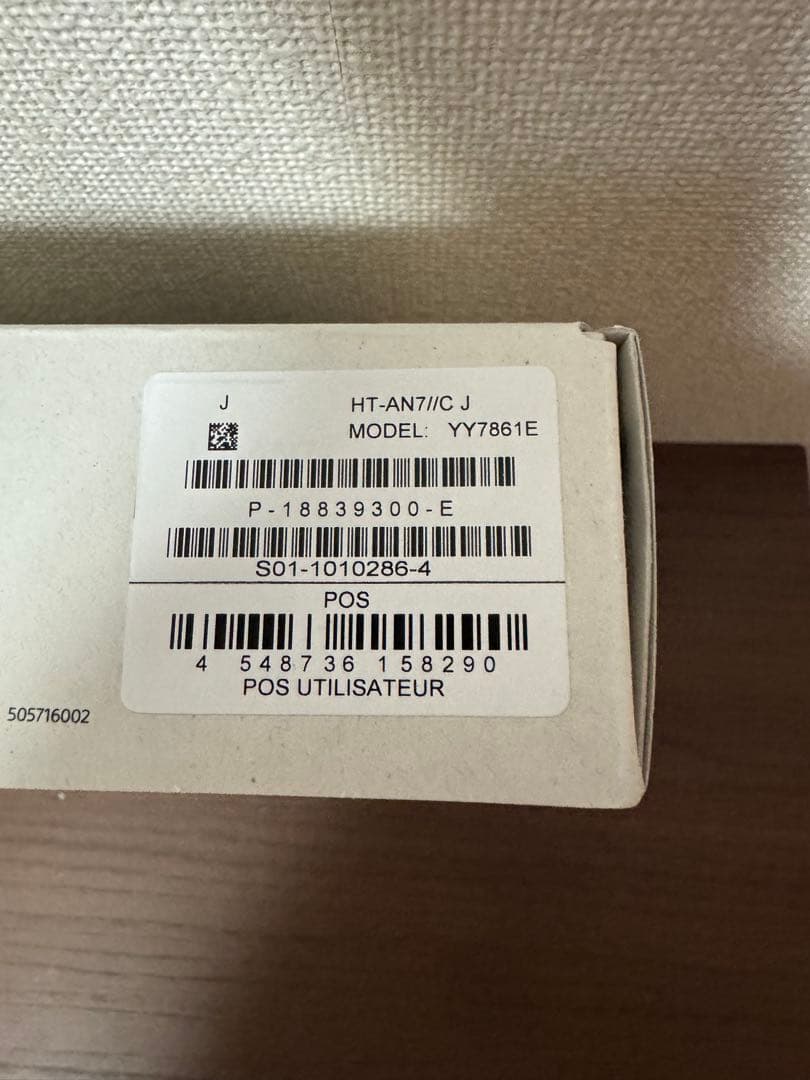 J
HT-AN7//C J
MODEL: YY7861E
P-18839300-E
S01-1010286-4
POS
4 548736 158290
POS UTILISATEUR
505716002